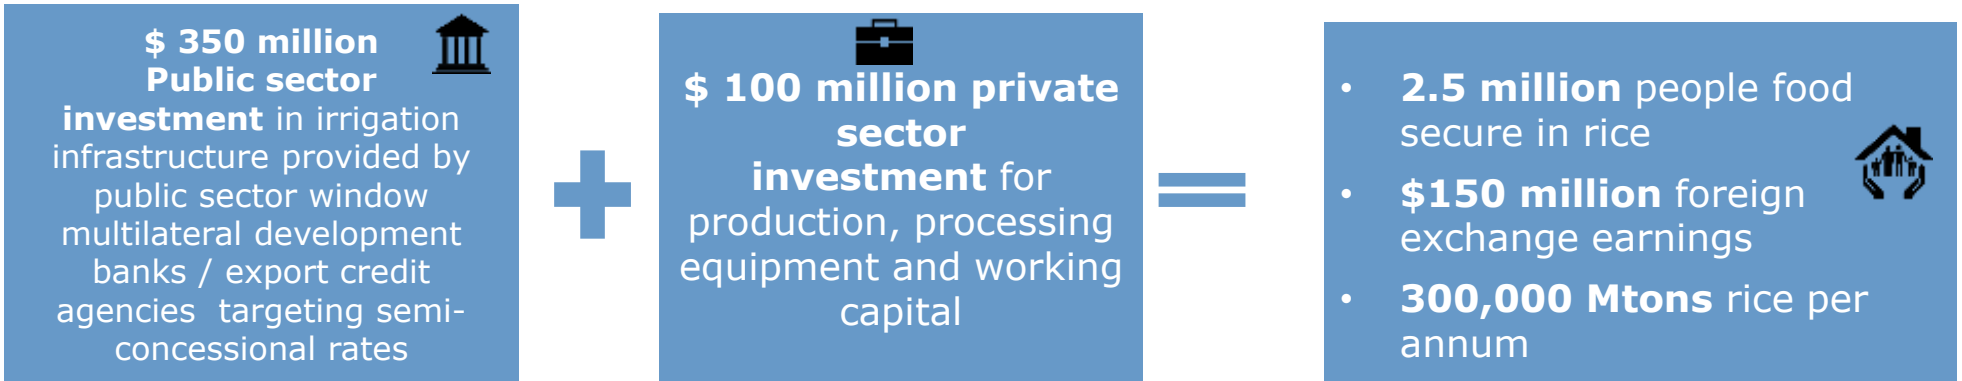 $ 350 million
Public sector
investment in irrigation
infrastructure provided by
public sector window
multilateral development
banks / export credit
agencies  targeting semi-
concessional rates
$ 100 million private
sector
investment for
production, processing
equipment and working
capital
• 2.5 million people food
secure in rice
• $150 million foreign
exchange earnings
• 300,000 Mtons rice per
annum